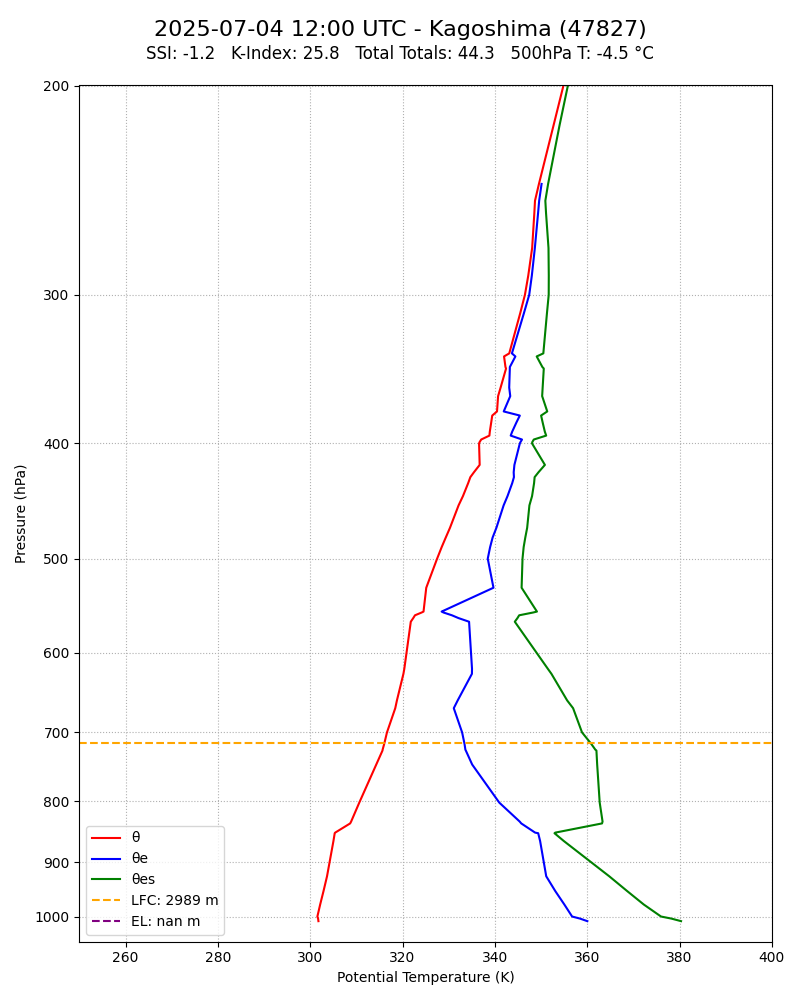 2025-07-04 12:00 UTC - Kagoshima (47827)
SSI: -1.2   K-Index: 25.8   Total Totals: 44.3   500hPa T: -4.5 °C
Pressure (hPa)
200
300
400
500
600
700
800
900
1000
θ
θe
θes
LFC: 2989 m
EL: nan m
260 280 300 320 340 360 380 400
Potential Temperature (K)